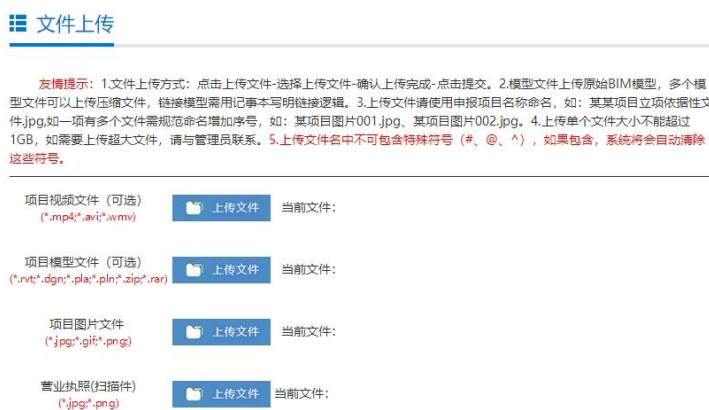 文件上传
友情提示：1.文件上传方式：点击上传文件-选择上传文件-确认上传完成-点击提交。2.模型文件上传原始BIM模型，多个模
型文件可以上传压缩文件，链接模型需用记事本写明链接逻辑。3.上传文件请使用申报项目名称命名，如：某某项目立项依据性文
件.jpg,如一项有多个文件需规范命名增加序号，如：某项目图片001.jpg、某项目图片002.jpg。4.上传单个文件大小不能超过
1GB，如需要上传超大文件，请与管理员联系。5.上传文件名中不可包含特殊符号（#、@、^），如果包含，系统将会自动清除
这些符号。
项目视频文件（可选）
(*.mp4;*.avi;*.wmv)
上传文件 当前文件：
项目模型文件（可选）
(*.rvt;*.dgn;*.pla;*.pln;*.zip;*.rar)
上传文件 当前文件：
项目图片文件
(*.jpg;*.gif;*.png;)
上传文件 当前文件：
营业执照(扫描件)
(*.jpg;*.png)
上传文件 当前文件：